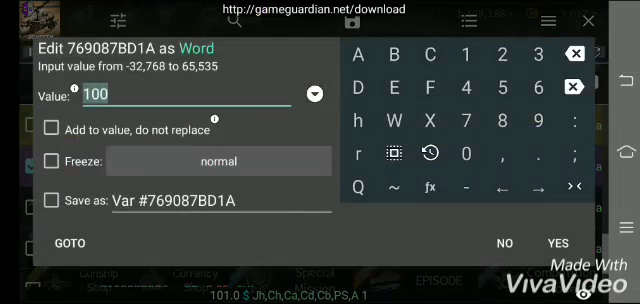 http://gameguardian.net/download
Edit 769087BD1A as Word
Input value from -32,768 to 65,535
Value: 100
Add to value, do not replace
Freeze: normal
Save as: Var #769087BD1A
GOTO NO YES
A B C 1 2 3
D E F 4 5 6
h W X 7 8 9 :
r 0 , . ;
Q ~ ƒx - ← → ><
Gunship Currency Special Mission EPISODE
101.0 $ Jh,Ch,Ca,Cd,Cb,PS,A 1
Made With
VivaVideo